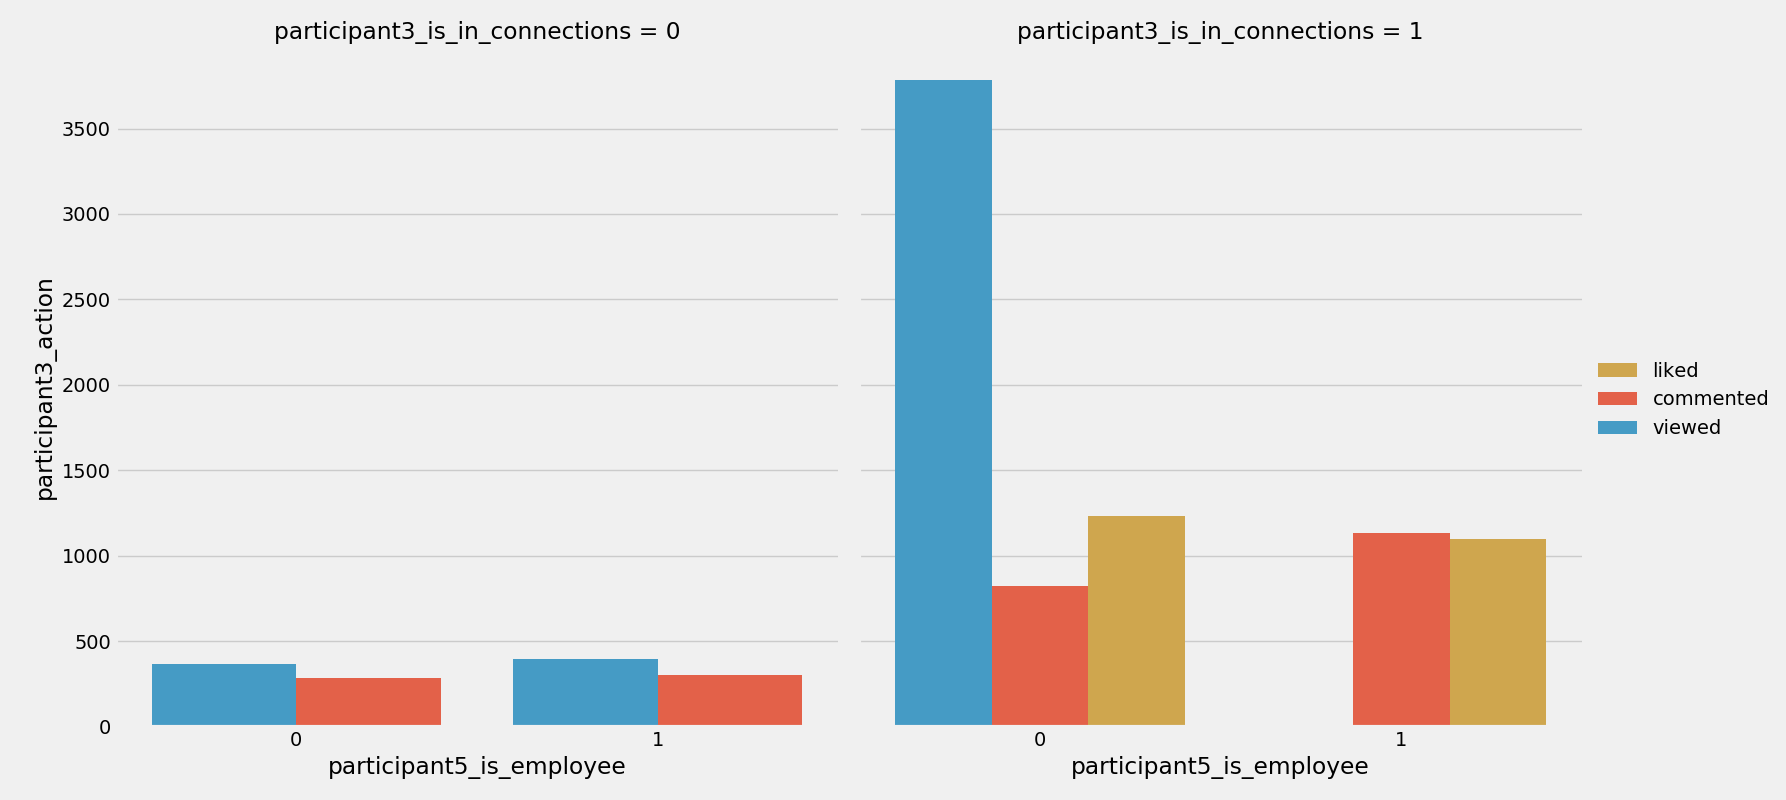 participant3_is_in_connections = 0
participant3_is_in_connections = 1
participant3_action
3500
3000
2500
2000
1500
1000
500
0
0
1
0
1
participant5_is_employee
participant5_is_employee
liked
commented
viewed